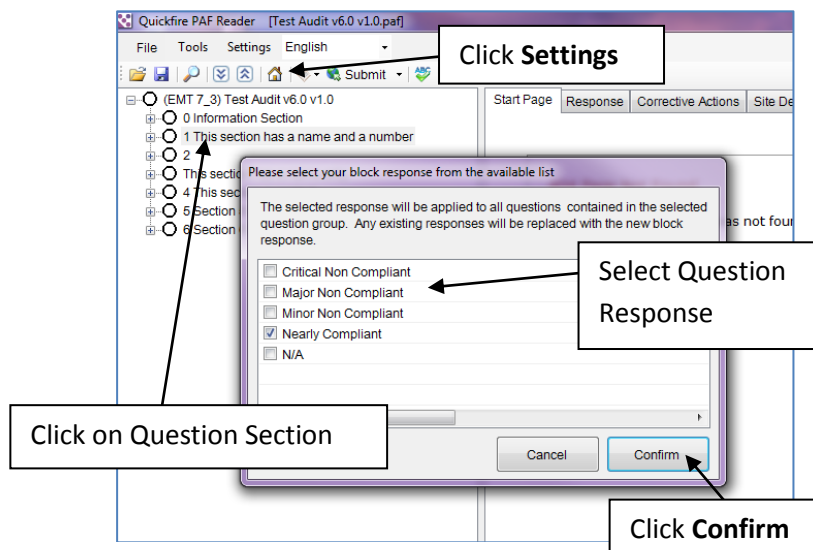 Quickfire PAF Reader [Test Audit v6.0 v1.0.paf]
File Tools Settings English
Click Settings
Submit
(EMT 7_3) Test Audit v6.0 v1.0
0 Information Section
1 This section has a name and a number
2
This
4 This
5 Section
6 Section
Start Page Response Corrective Actions Site De
Please select your block response from the available list
The selected response will be applied to all questions contained in the selected
question group. Any existing responses will be replaced with the new block
response.
as not foun
Critical Non Compliant
Major Non Compliant
Minor Non Compliant
Nearly Compliant
N/A
Select Question
Response
Click on Question Section
Cancel Confirm
Click Confirm